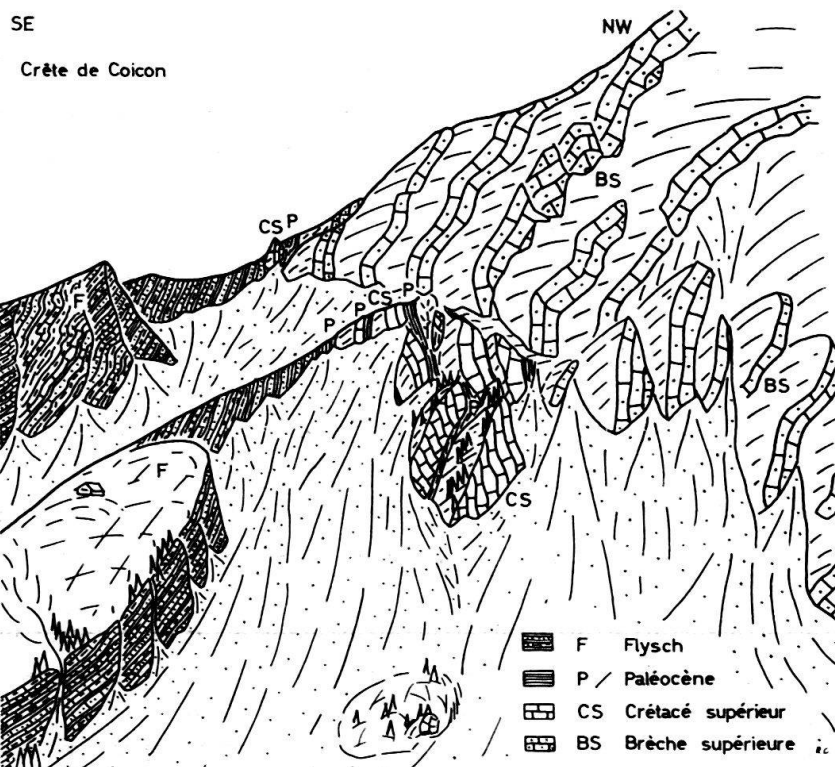 SE
NW
Crête de Coicon
BS
CS P
F
CS P
P P
BS
F
CS
F Flysch
P Paléocène
CS Crétacé supérieur
BS Brèche supérieure R.C